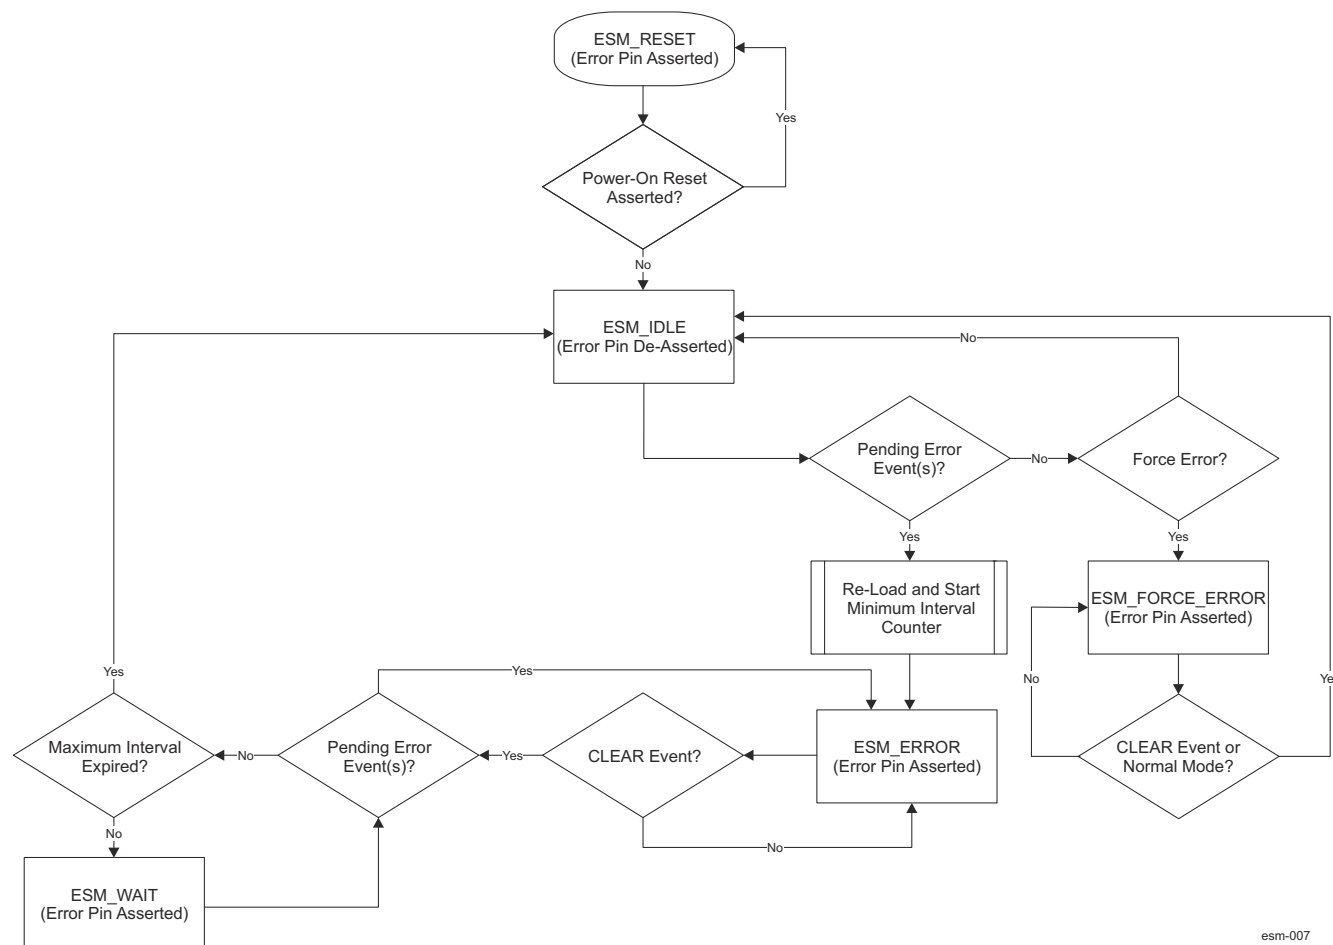 ESM_RESET
(Error Pin Asserted)
Yes
Power-On Reset
Asserted?
No
ESM_IDLE
(Error Pin De-Asserted)
No
Pending Error
Event(s)?
No
Force Error?
Yes
Yes
Re-Load and Start
Minimum Interval
Counter
ESM_FORCE_ERROR
(Error Pin Asserted)
Yes
Yes
No
Ye
Maximum Interval
Expired?
No
Pending Error
Event(s)?
Yes
CLEAR Event?
ESM_ERROR
(Error Pin Asserted)
CLEAR Event or
Normal Mode?
No
No
ESM_WAIT
(Error Pin Asserted)
esm-007